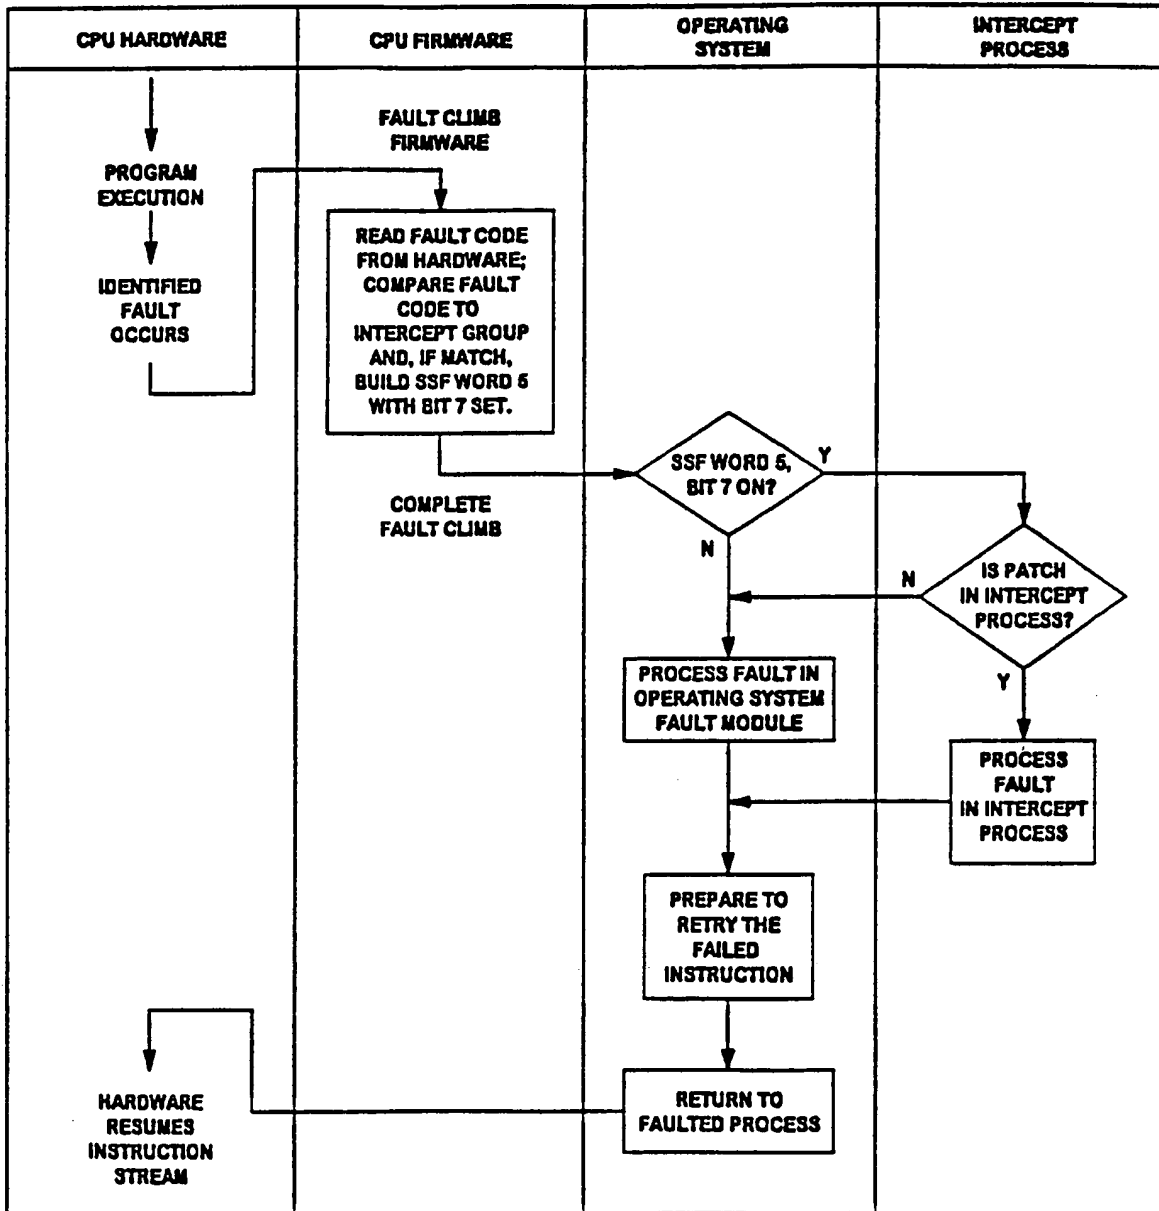 CPU HARDWARE
CPU FIRMWARE
OPERATING
SYSTEM
INTERCEPT
PROCESS
PROGRAM
EXECUTION
IDENTIFIED
FAULT
OCCURS
FAULT CLIMB
FIRMWARE
READ FAULT CODE
FROM HARDWARE;
COMPARE FAULT
CODE TO
INTERCEPT GROUP
AND, IF MATCH,
BUILD SSF WORD 5
WITH BIT 7 SET.
COMPLETE
FAULT CLIMB
SSF WORD 5,
BIT 7 ON?
Y
N
IS PATCH
IN INTERCEPT
PROCESS?
N
Y
PROCESS FAULT IN
OPERATING SYSTEM
FAULT MODULE
PROCESS
FAULT
IN INTERCEPT
PROCESS
PREPARE TO
RETRY THE
FAILED
INSTRUCTION
RETURN TO
FAULTED PROCESS
HARDWARE
RESUMES
INSTRUCTION
STREAM